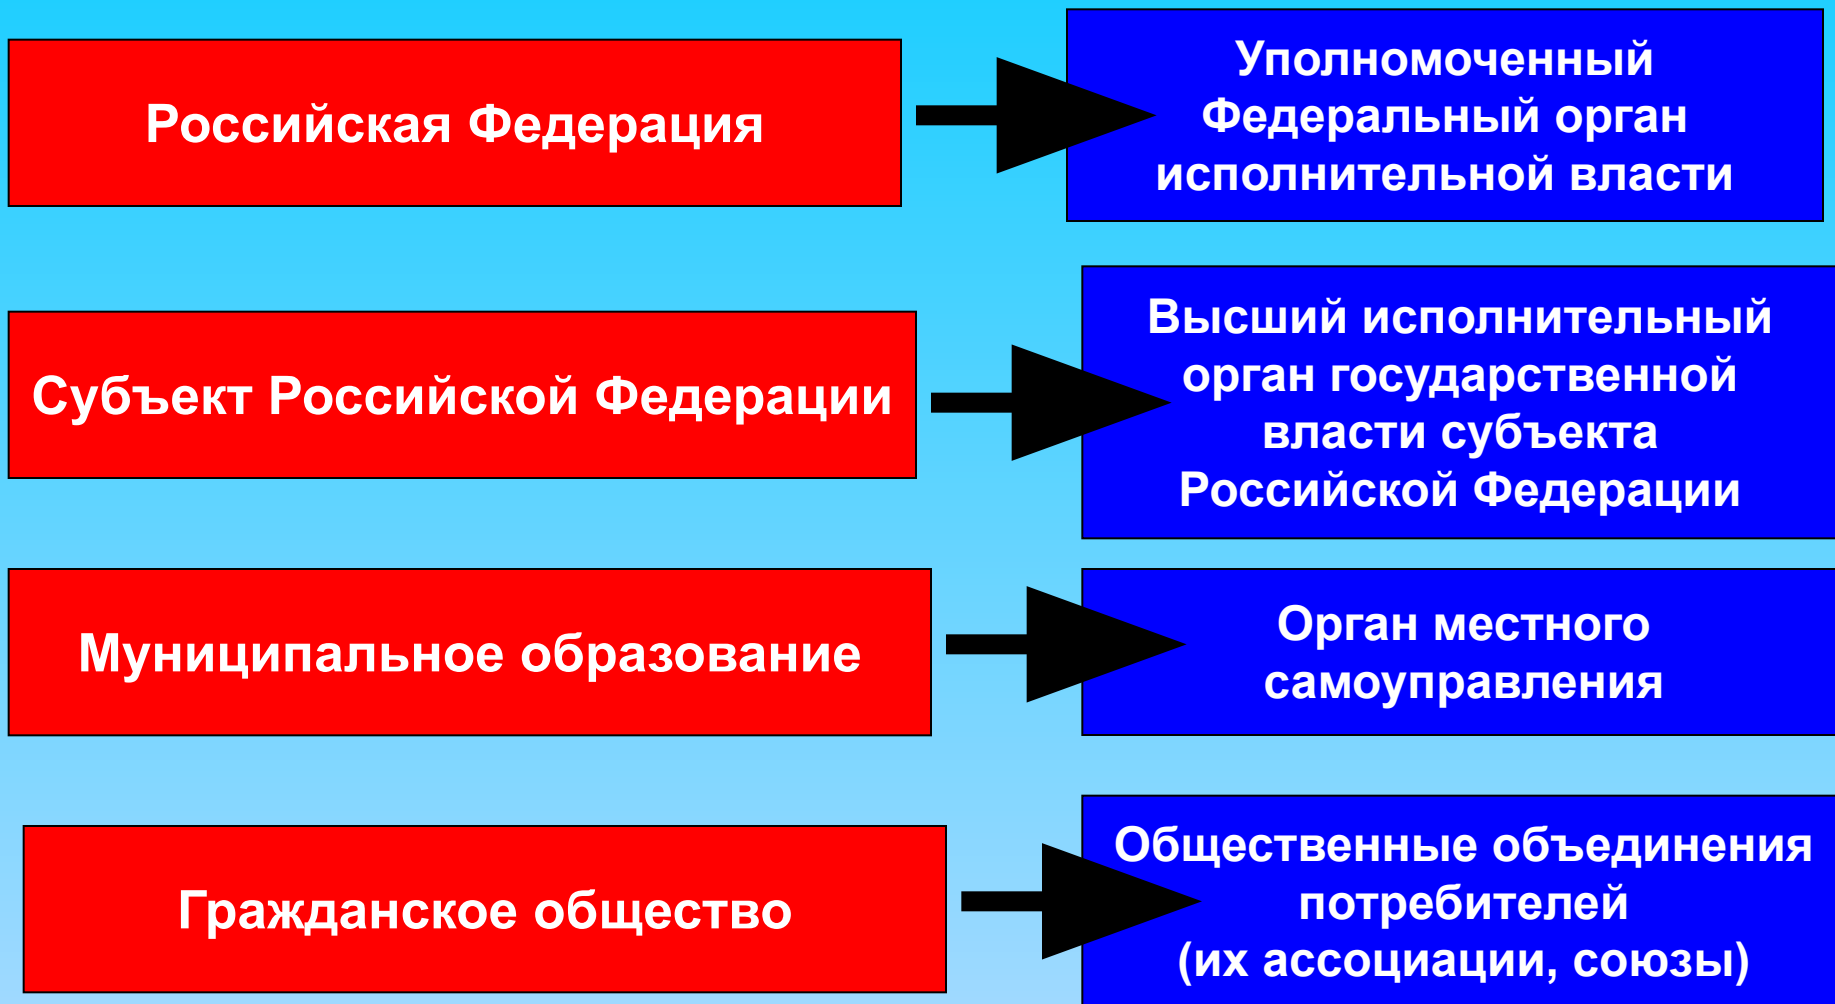 Российская Федерация
Уполномоченный
Федеральный орган
исполнительной власти
Субъект Российской Федерации
Высший исполнительный
орган государственной
власти субъекта
Российской Федерации
Муниципальное образование
Орган местного
самоуправления
Гражданское общество
Общественные объединения
потребителей
(их ассоциации, союзы)